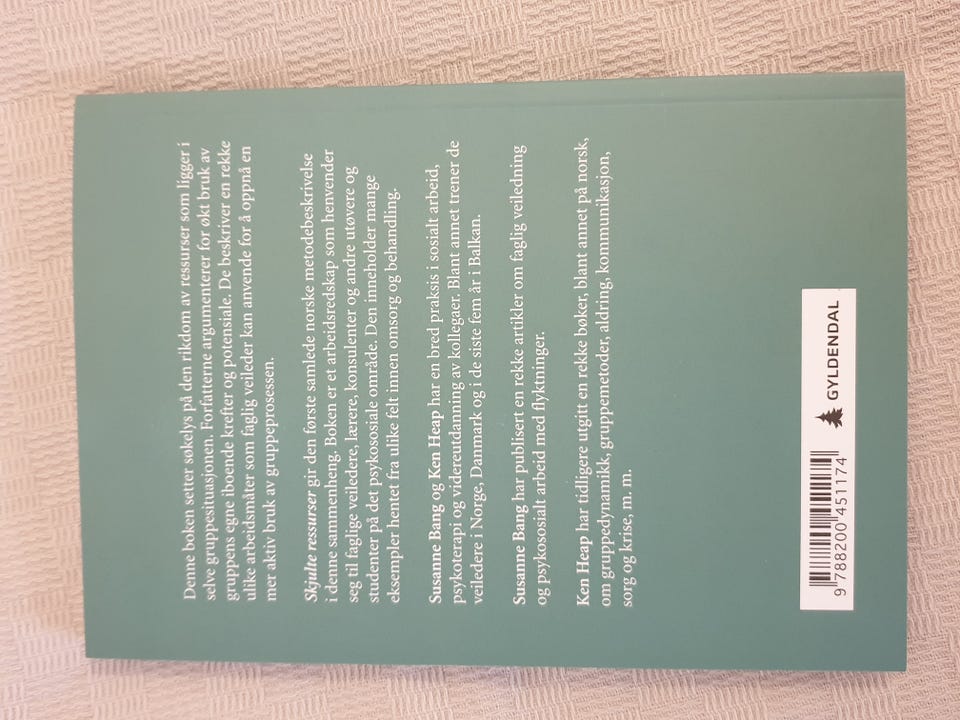 Denne boken setter søkelys på den rikdom av ressurser som ligger i
selve gruppesituasjonen. Forfatterne argumenterer for økt bruk av
gruppens egne iboende krefter og potensiale. De beskriver en rekke
ulike arbeidsmåter som faglig veileder kan anvende for å oppnå en
mer aktiv bruk av gruppeprosessen.
Skjulte ressurser gir den første samlede norske metodebeskrivelse
i denne sammenheng. Boken er et arbeidsredskap som henvender
seg til faglige veiledere, lærere, konsulenter og andre utøvere og
studenter på det psykososiale område. Den inneholder mange
eksempler hentet fra ulike felt innen omsorg og behandling.
Susanne Bang og Ken Heap har en bred praksis i sosialt arbeid,
psykoterapi og videreutdanning av kollegaer. Blant annet trener de
veiledere i Norge, Danmark og i de siste fem år i Balkan.
Susanne Bang har publisert en rekke artikler om faglig veiledning
og psykososialt arbeid med flyktninger.
Ken Heap har tidligere utgitt en rekke bøker, blant annet på norsk,
om gruppedynamikk, gruppemetoder, aldring, kommunikasjon,
sorg og krise, m. m.
9 788200 451174
GYLDENDAL